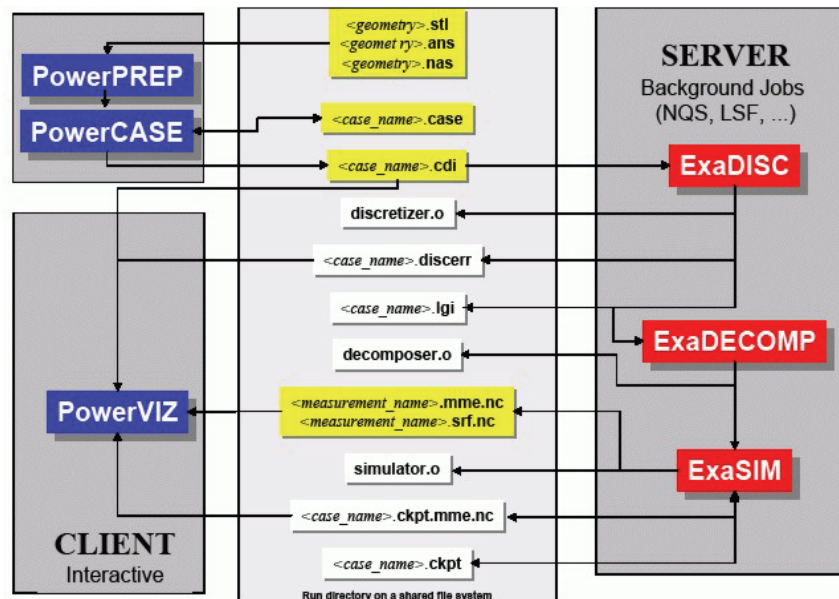 <geometry>.stl
<geomet ry>.ans
<geometry>.nas
PowerPREP
PowerCASE
<case_name>.case
<case_name>.cdi
SERVER
Background Jobs
(NQS, LSF, ...)
ExaDISC
discretizer.o
<case_name>.discerr
<case_name>.lgi
ExaDECOMP
decomposer.o
PowerVIZ
<measurement_name>.mme.nc
<measurement_name>.srf.nc
simulator.o
ExaSIM
<case_name>.ckpt.mme.nc
CLIENT
Interactive
<case_name>.ckpt
Run directory on a shared file system